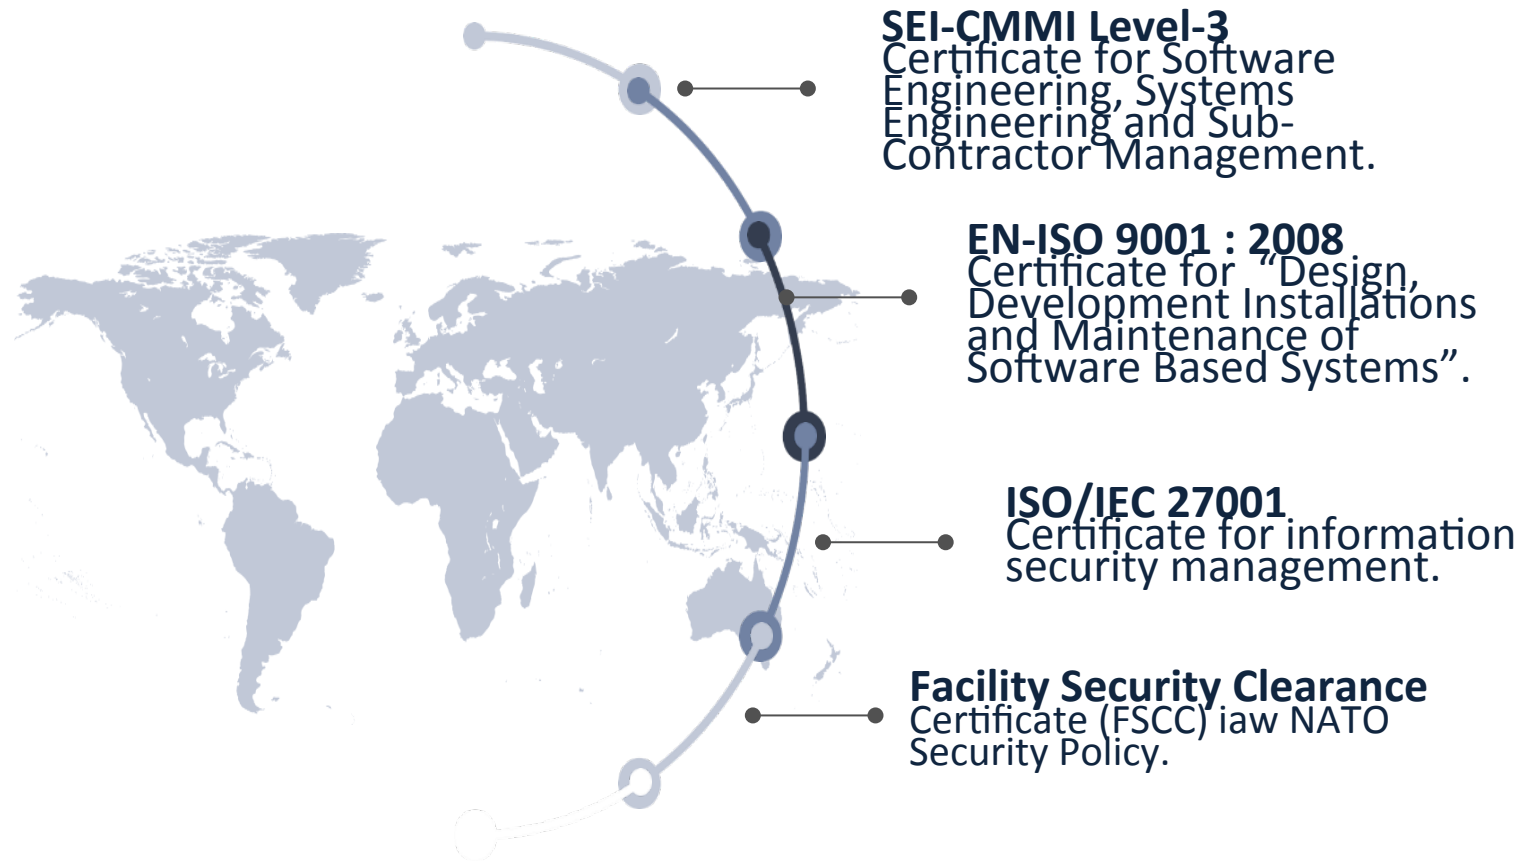 SEI-CMMI Level-3
Certificate for Software
Engineering, Systems
Engineering and Sub-
Contractor Management.
EN-ISO 9001 : 2008
Certificate for “Design,
Development Installations
and Maintenance of
Software Based Systems”.
ISO/IEC 27001
Certificate for information
security management.
Facility Security Clearance
Certificate (FSCC) iaw NATO
Security Policy.